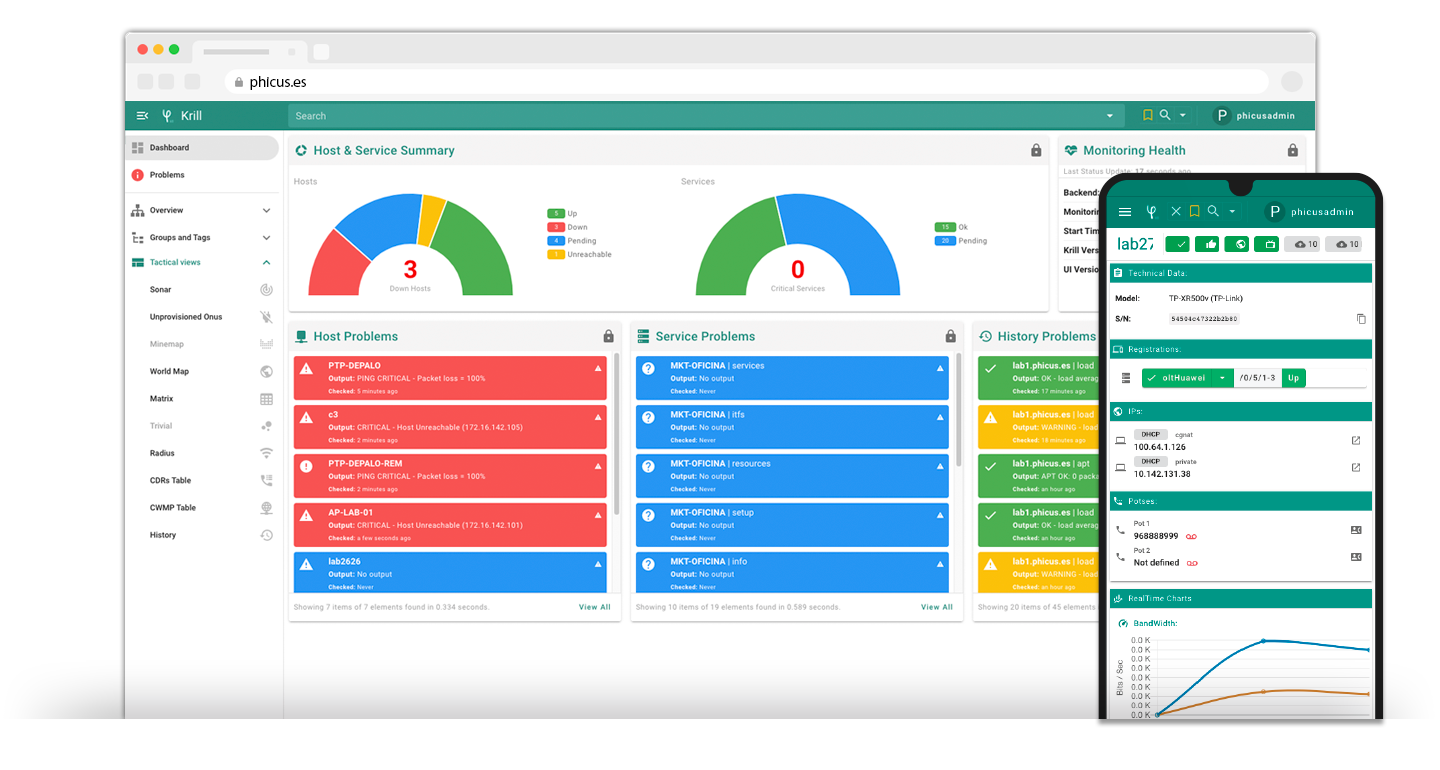 phicus.es
Krill
Search
P phicusadmin
Dashboard
Problems
Overview
Groups and Tags
Tactical views
Sonar
Unprovisioned Onus
Minemap
World Map
Matrix
Trivial
Radius
CDRs Table
CWMP Table
History
Host & Service Summary
Hosts
3
Down Hosts
5 Up
3 Down
4 Pending
1 Unreachable
Services
0
Critical Services
15 Ok
20 Pending
Monitoring Health
Last Status Update: 17 seconds ago
Backend:
Monitorin
Start Tim
Krill Vers
UI Versio
Host Problems
PTP-DEPALO
Output: PING CRITICAL - Packet loss = 100%
Checked: 5 minutes ago
c3
Output: CRITICAL - Host Unreachable (172.16.142.105)
Checked: 2 minutes ago
PTP-DEPALO-REM
Output: PING CRITICAL - Packet loss = 100%
Checked: 2 minutes ago
AP-LAB-01
Output: CRITICAL - Host Unreachable (172.16.142.101)
Checked: a few seconds ago
lab2626
Output: No output
Checked: Never
Showing 7 items of 7 elements found in 0.334 seconds.
View All
Service Problems
MKT-OFICINA | services
Output: No output
Checked: Never
MKT-OFICINA | itfs
Output: No output
Checked: Never
MKT-OFICINA | resources
Output: No output
Checked: Never
MKT-OFICINA | setup
Output: No output
Checked: Never
MKT-OFICINA | info
Output: No output
Checked: Never
Showing 10 items of 19 elements found in 0.589 seconds.
View All
History Problems
lab1.phicus.es | load
Output: OK - load averag
Checked: 17 minutes ago
lab1.phicus.es | load
Output: WARNING - load
Checked: 19 minutes ago
lab1.phicus.es | apt
Output: APT OK: 0 packa
Checked: an hour ago
lab1.phicus.es | load
Output: OK - load averag
Checked: an hour ago
lab1.phicus.es | load
Output: WARNING - load
Checked: an hour ago
Showing 20 items of 45 elements
P phicusadmin
lab27
10
10
Technical Data:
Model: TP-XR500v (TP-Link)
S/N: 54504c47322b2b80
Registrations:
oltHuawei /0/5/1-3 Up
IPs:
DHCP cgnat
100.64.1.126
DHCP private
10.142.131.38
Potses:
Pot 1
968888999
Pot 2
Not defined
RealTime Charts
BandWidth:
Bits / Sec
0.0 K
0.0 K
0.0 K
0.0 K
0.0 K
0.0 K
0.0 K
0.0 K
0.0 K